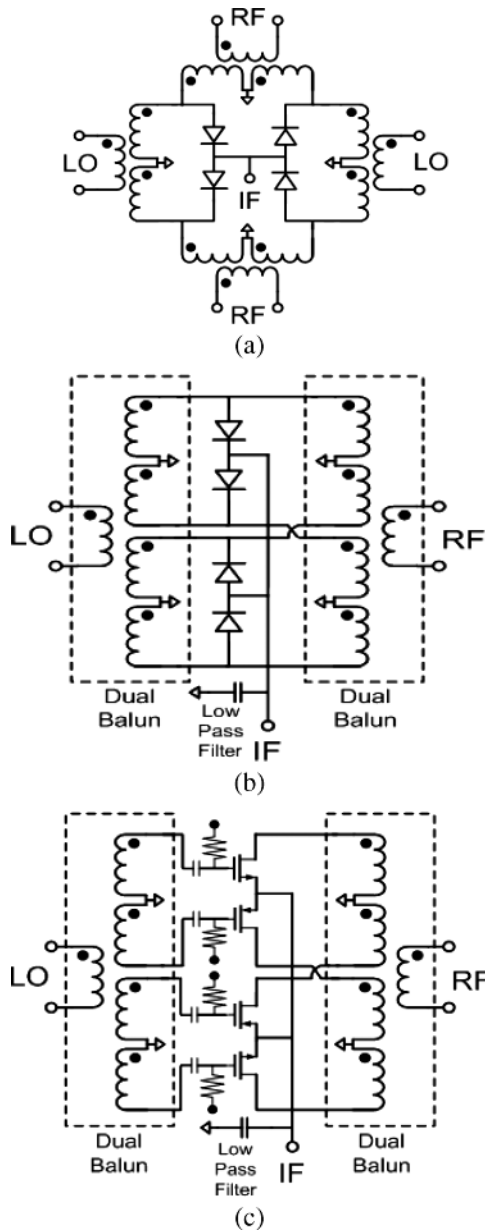 RF
LO
LO
IF
RF
(a)
LO
RF
Dual
Balun
Low
Pass
Filter
IF
Dual
Balun
(b)
LO
RF
Dual
Balun
Low
Pass
Filter
IF
Dual
Balun
(c)